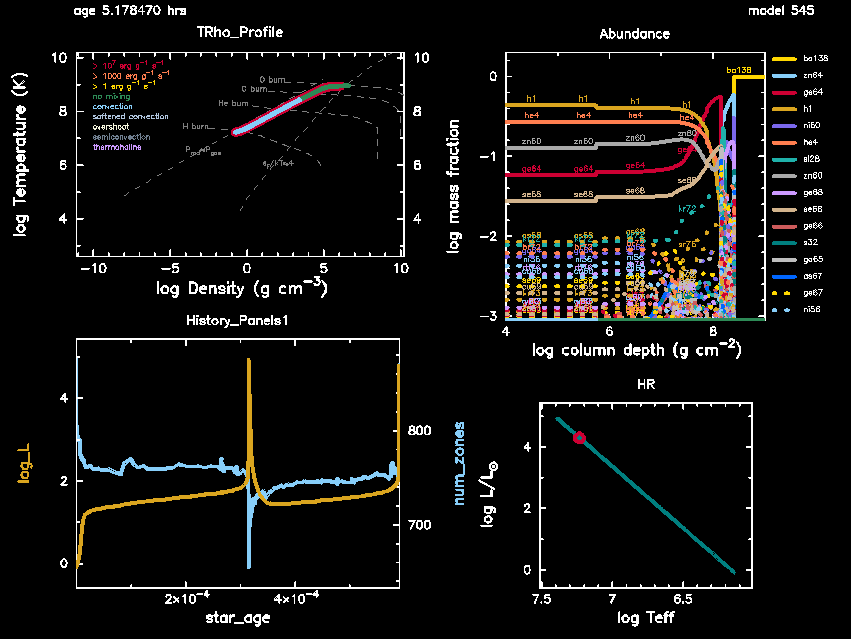 age 5.178470 hrs
model 545
TRho_Profile
log Temperature (K)
10
8
6
4
10
8
6
4
−10
−5
0
5
10
log Density (g cm−3)
> 10⁷ erg g−1 s−1
> 1000 erg g−1 s−1
> 1 erg g−1 s−1
no mixing
convection
softened convection
overshoot
semiconvection
thermohaline
O burn
C burn
He burn
H burn
Abundance
log mass fraction
0
−1
−2
−3
4
6
8
log column depth (g cm−2)
h1
h1
h1
h1
he4
he4
he4
he4
zn60
zn60
zn60
zn60
ge64
ge64
ge64
se68
se68
se68
se68
kr72
sr76
ba138
zn64
ge64
h1
ni60
he4
si28
zn60
ge68
se68
ge66
s32
ge65
as67
ge67
ni56
History_Panels1
log_L
4
2
0
800
700
num_zones
2×10−4
4×10−4
star_age
HR
log L/L☉
4
2
0
7.5
7
6.5
log Teff